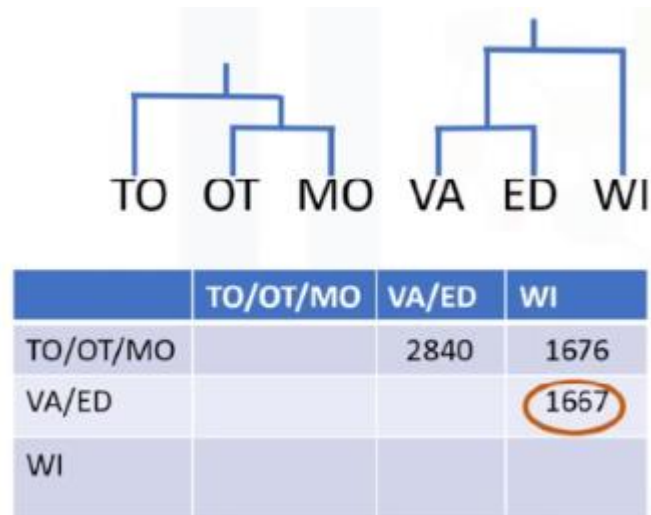 TO OT MO VA ED WI
TO/OT/MO VA/ED WI
TO/OT/MO 2840 1676
VA/ED 1667
WI